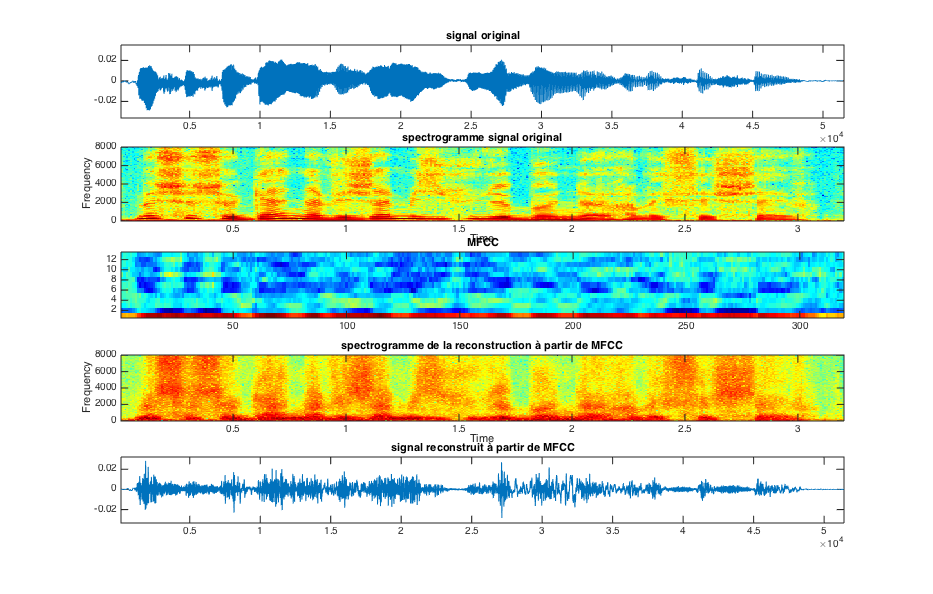 signal original
0.02
0
-0.02
0.5 1 1.5 2 2.5 3 3.5 4 4.5 5
×10⁴
spectrogramme signal original
8000
6000
4000
2000
0
Frequency
0.5 1 1.5 2 2.5 3
Time
MFCC
12
10
8
6
4
2
50 100 150 200 250 300
spectrogramme de la reconstruction à partir de MFCC
8000
6000
4000
2000
0
Frequency
0.5 1 1.5 2 2.5 3
Time
signal reconstruit à partir de MFCC
0.02
0
-0.02
0.5 1 1.5 2 2.5 3 3.5 4 4.5 5
×10⁴